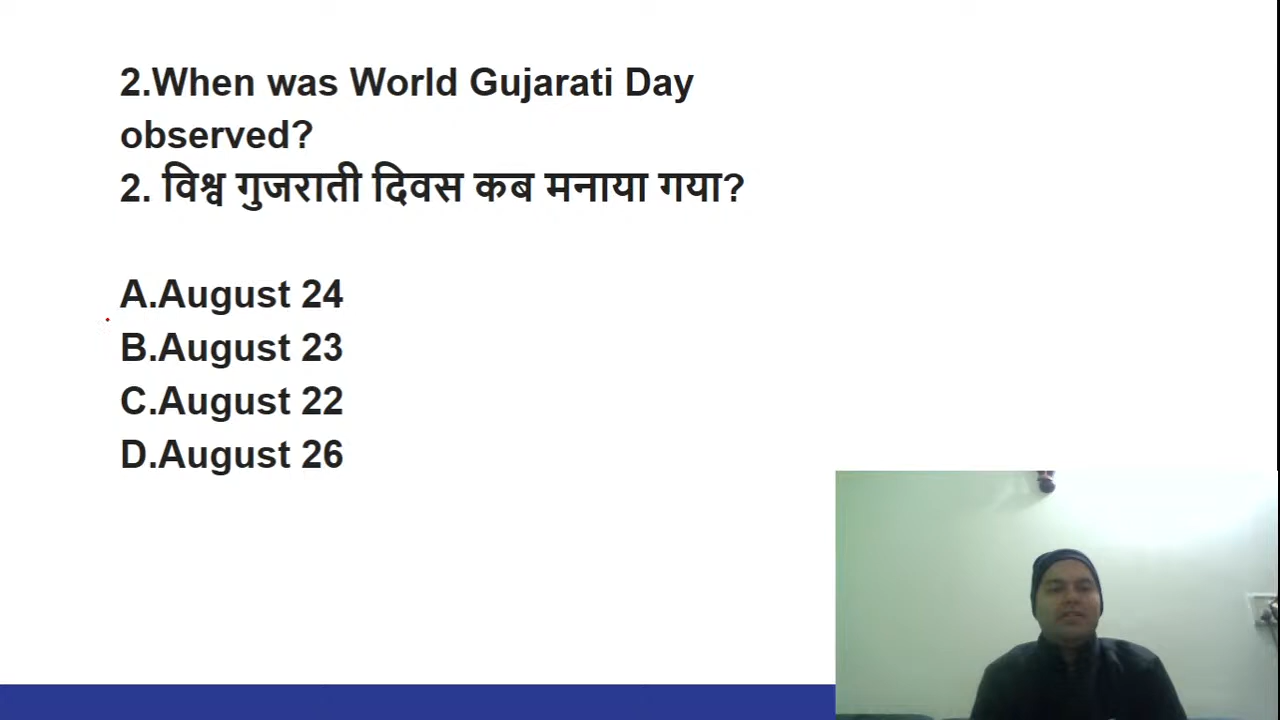 2.When was World Gujarati Day
observed?
2. विश्व गुजराती दिवस कब मनाया गया?
A.August 24
B.August 23
C.August 22
D.August 26